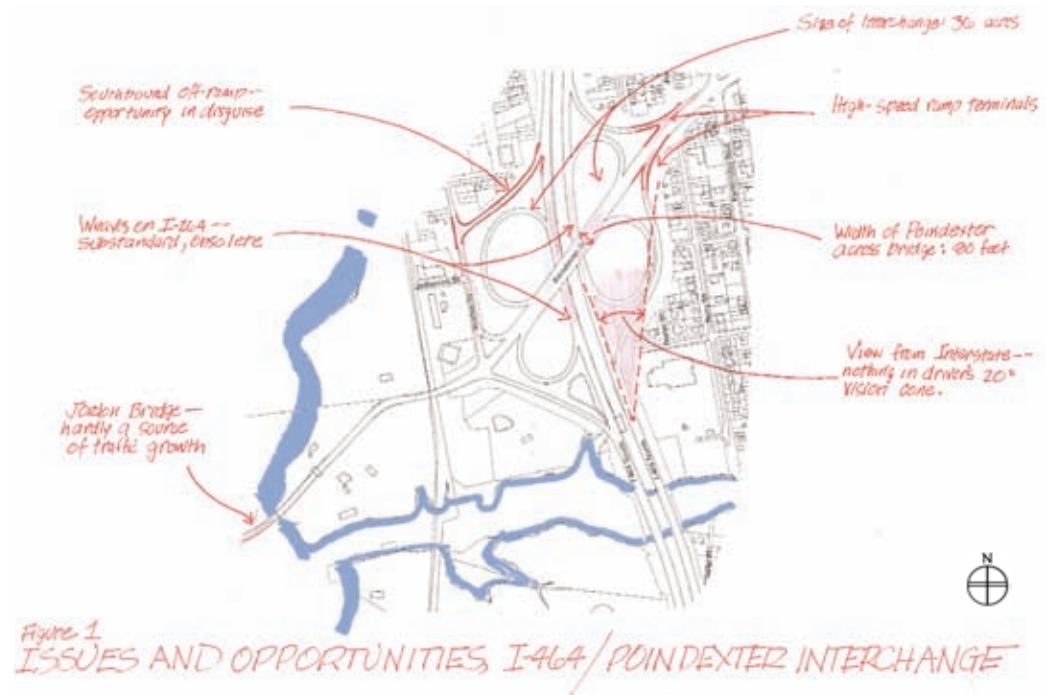 Size of Interchange: 36 acres
Southbound off-ramp--
opportunity in disguise
High-speed ramp terminals
Weaves on I-464 --
substandard, obsolete
Width of Poindexter
across bridge: 90 feet
View from Interstate--
nothing in driver's 20°
vision cone.
Jordon Bridge--
hardly a source
of traffic growth
N
Figure 1
ISSUES AND OPPORTUNITIES, I-464/POINDEXTER INTERCHANGE